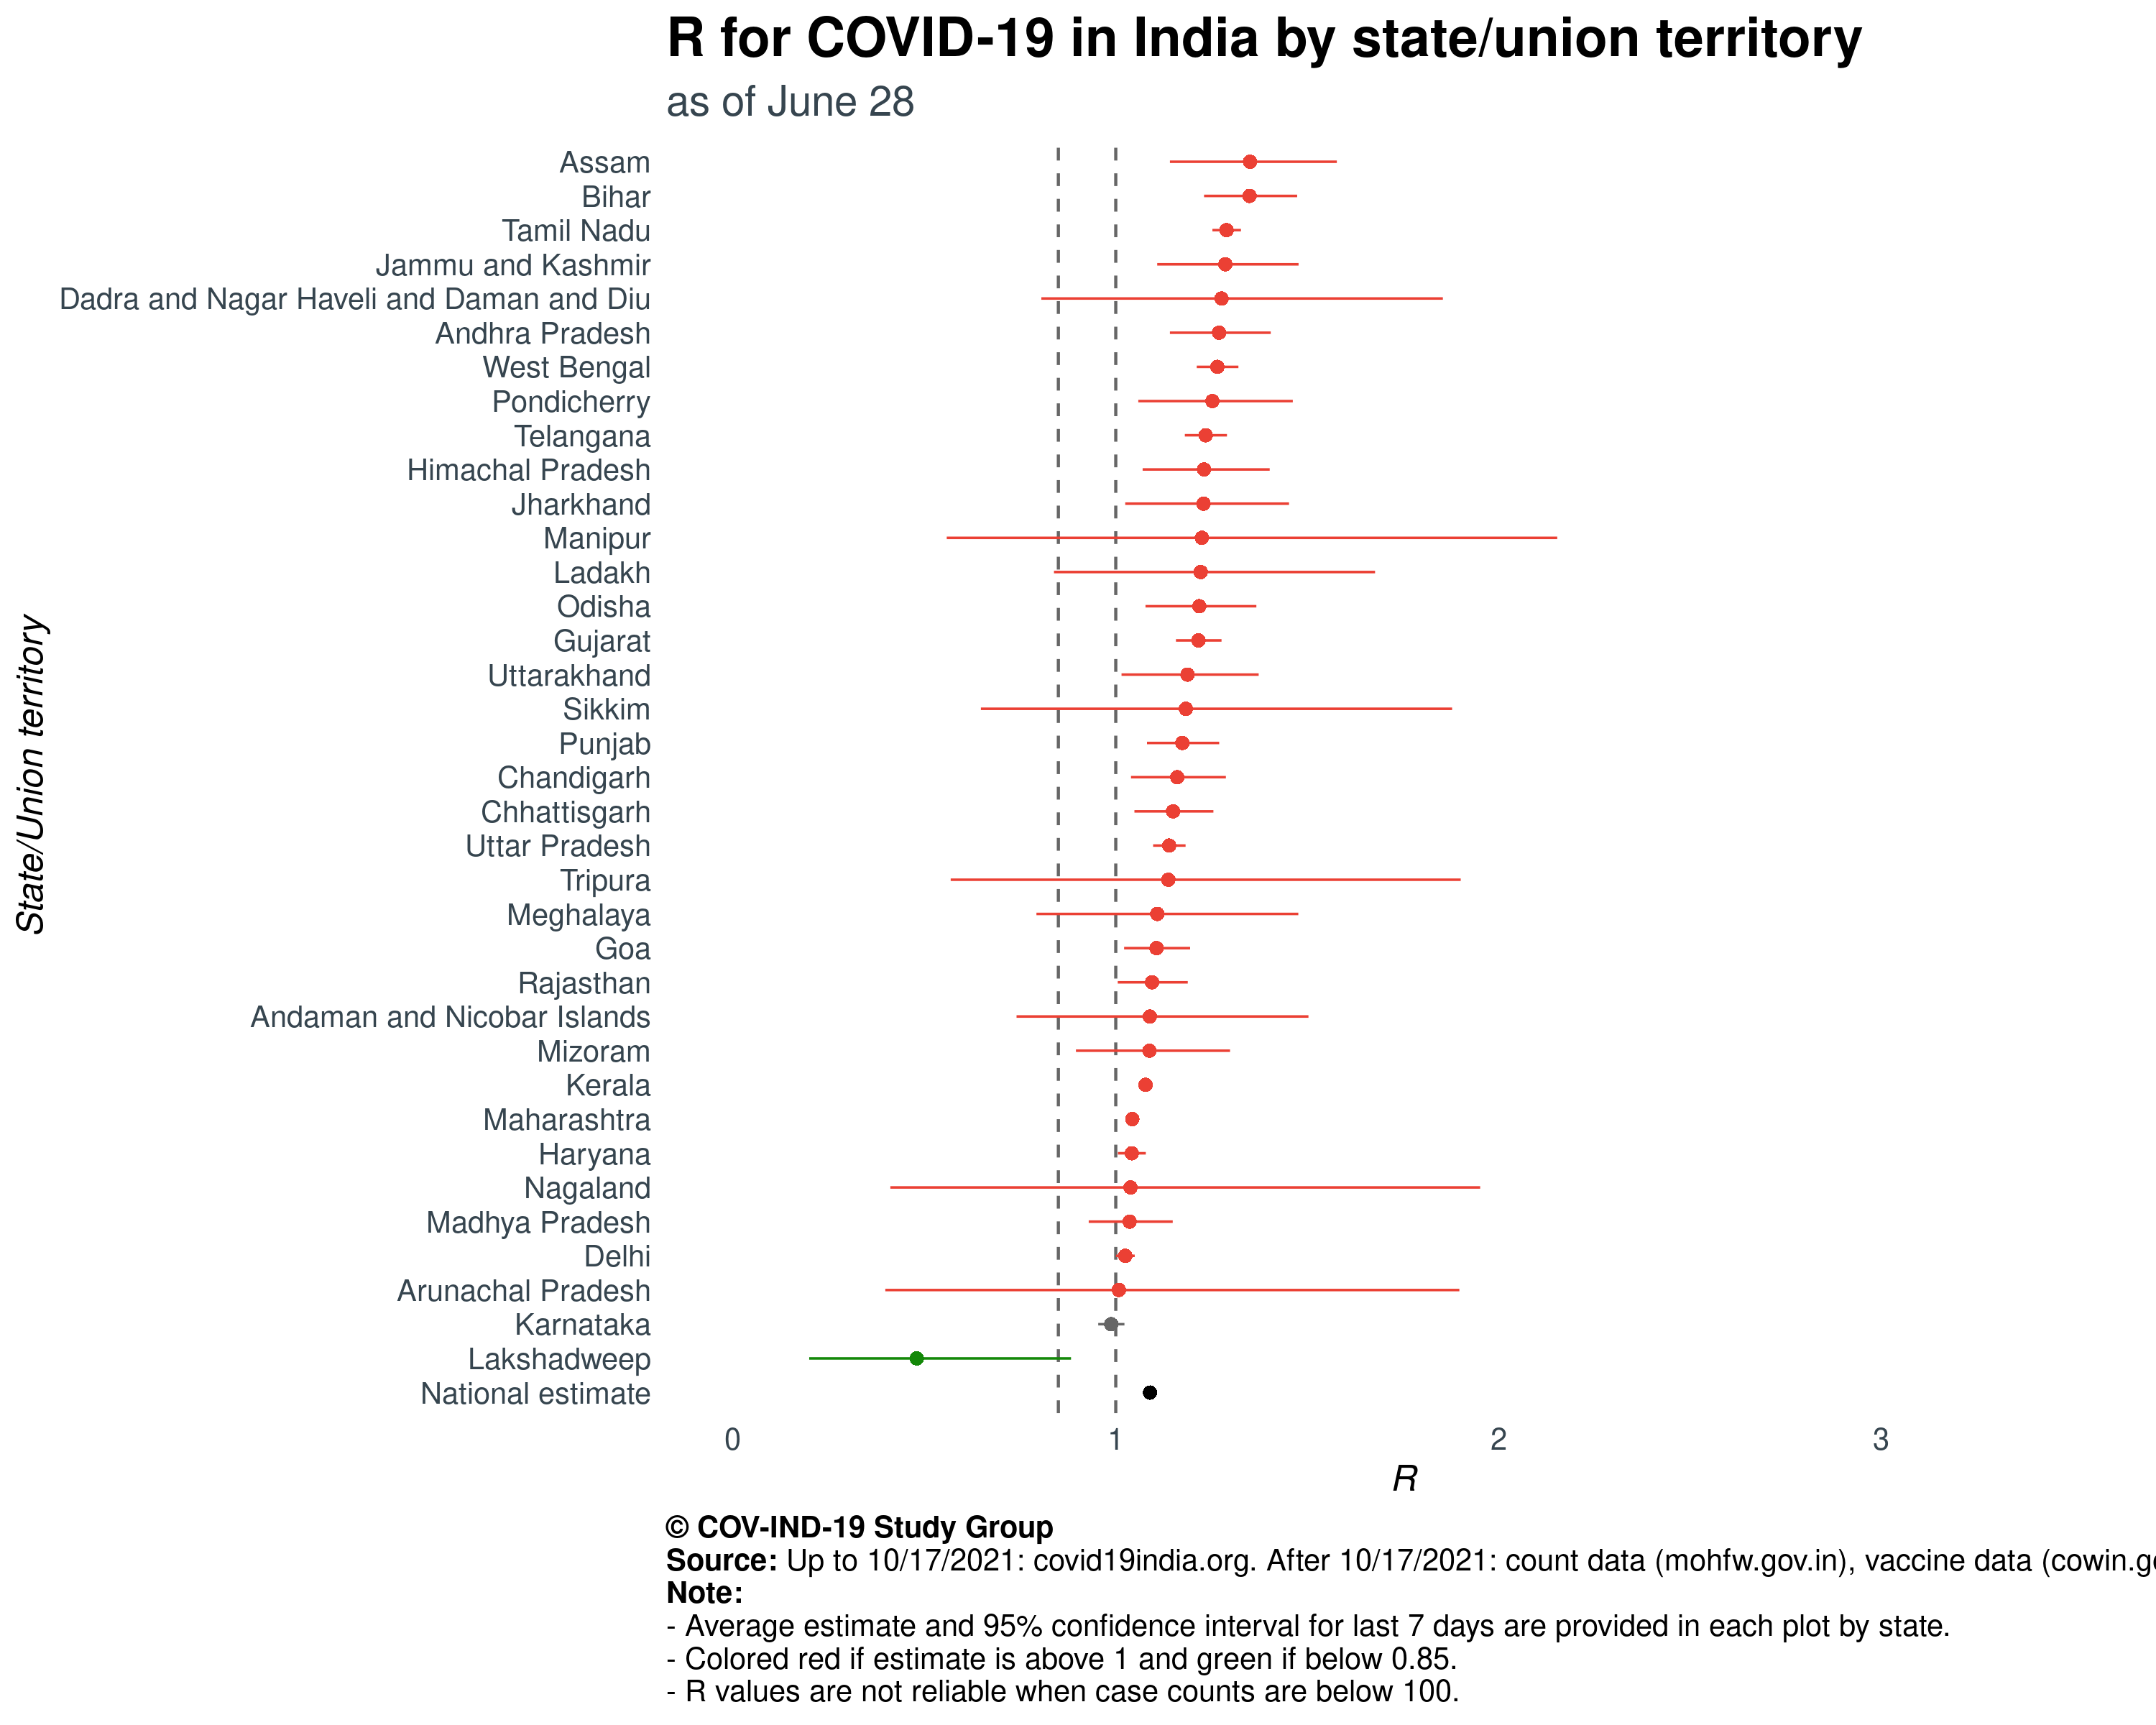 R for COVID-19 in India by state/union territory
as of June 28
State/Union territory
Assam
Bihar
Tamil Nadu
Jammu and Kashmir
Dadra and Nagar Haveli and Daman and Diu
Andhra Pradesh
West Bengal
Pondicherry
Telangana
Himachal Pradesh
Jharkhand
Manipur
Ladakh
Odisha
Gujarat
Uttarakhand
Sikkim
Punjab
Chandigarh
Chhattisgarh
Uttar Pradesh
Tripura
Meghalaya
Goa
Rajasthan
Andaman and Nicobar Islands
Mizoram
Kerala
Maharashtra
Haryana
Nagaland
Madhya Pradesh
Delhi
Arunachal Pradesh
Karnataka
Lakshadweep
National estimate
0 1 2 3
R
© COV-IND-19 Study Group
Source: Up to 10/17/2021: covid19india.org. After 10/17/2021: count data (mohfw.gov.in), vaccine data
Note:
- Average estimate and 95% confidence interval for last 7 days are provided in each plot by state.
- Colored red if estimate is above 1 and green if below 0.85.
- R values are not reliable when case counts are below 100.